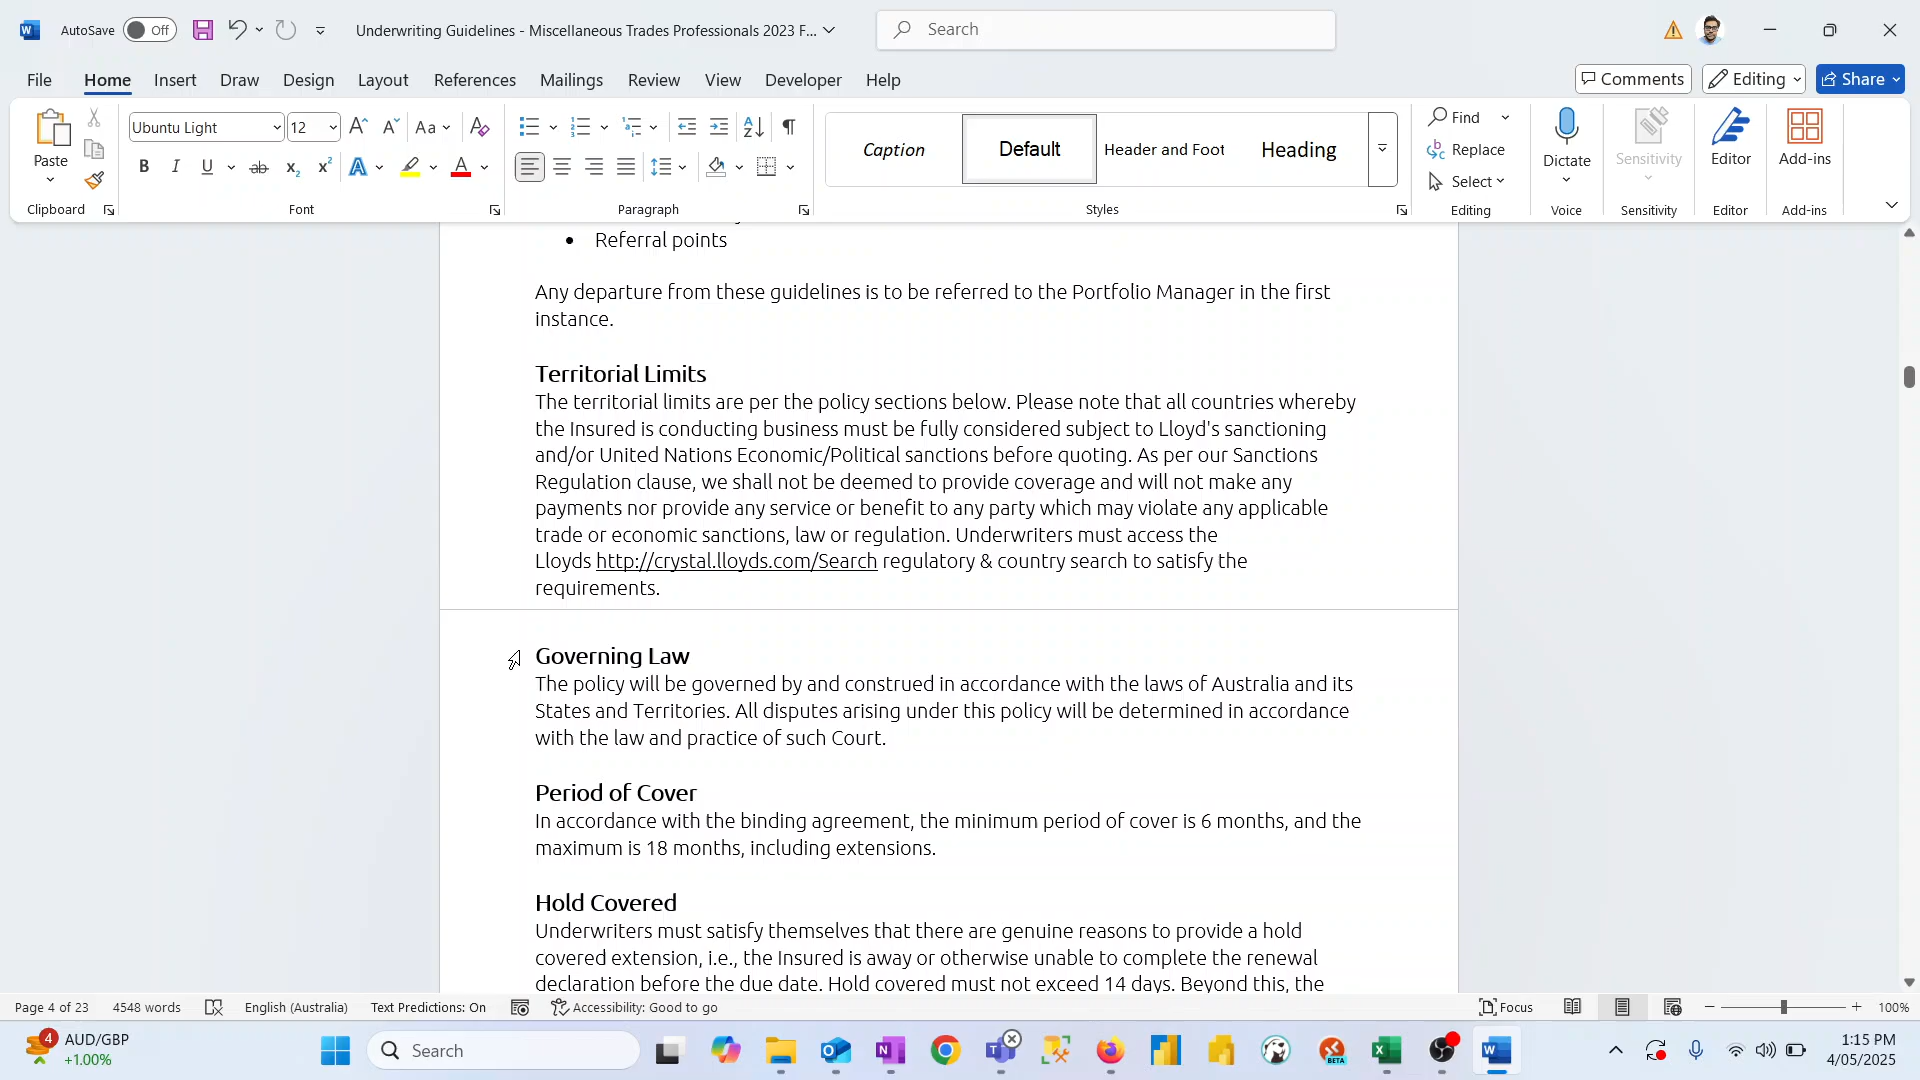 AutoSave Off
Underwriting Guidelines - Miscellaneous Trades Professionals 2023 F...
Search
File Home Insert Draw Design Layout References Mailings Review View Developer Help
Comments Editing Share
Paste
Clipboard
Ubuntu Light 12
Font
Paragraph
Caption Default Header and Foot Heading
Styles
Find
Replace
Select
Editing
Dictate
Voice
Sensitivity
Sensitivity
Editor
Editor
Add-ins
Add-ins
• Referral points
Any departure from these guidelines is to be referred to the Portfolio Manager in the first
instance.
Territorial Limits
The territorial limits are per the policy sections below. Please note that all countries whereby
the Insured is conducting business must be fully considered subject to Lloyd's sanctioning
and/or United Nations Economic/Political sanctions before quoting. As per our Sanctions
Regulation clause, we shall not be deemed to provide coverage and will not make any
payments nor provide any service or benefit to any party which may violate any applicable
trade or economic sanctions, law or regulation. Underwriters must access the
Lloyds http://crystal.lloyds.com/Search regulatory & country search to satisfy the
requirements.
Governing Law
The policy will be governed by and construed in accordance with the laws of Australia and its
States and Territories. All disputes arising under this policy will be determined in accordance
with the law and practice of such Court.
Period of Cover
In accordance with the binding agreement, the minimum period of cover is 6 months, and the
maximum is 18 months, including extensions.
Hold Covered
Underwriters must satisfy themselves that there are genuine reasons to provide a hold
covered extension, i.e., the Insured is away or otherwise unable to complete the renewal
declaration before the due date. Hold covered must not exceed 14 days. Beyond this, the
Page 4 of 23 4548 words English (Australia) Text Predictions: On Accessibility: Good to go Focus 100%
4 AUD/GBP
+1.00%
Search
BETA
1:15 PM
4/05/2025